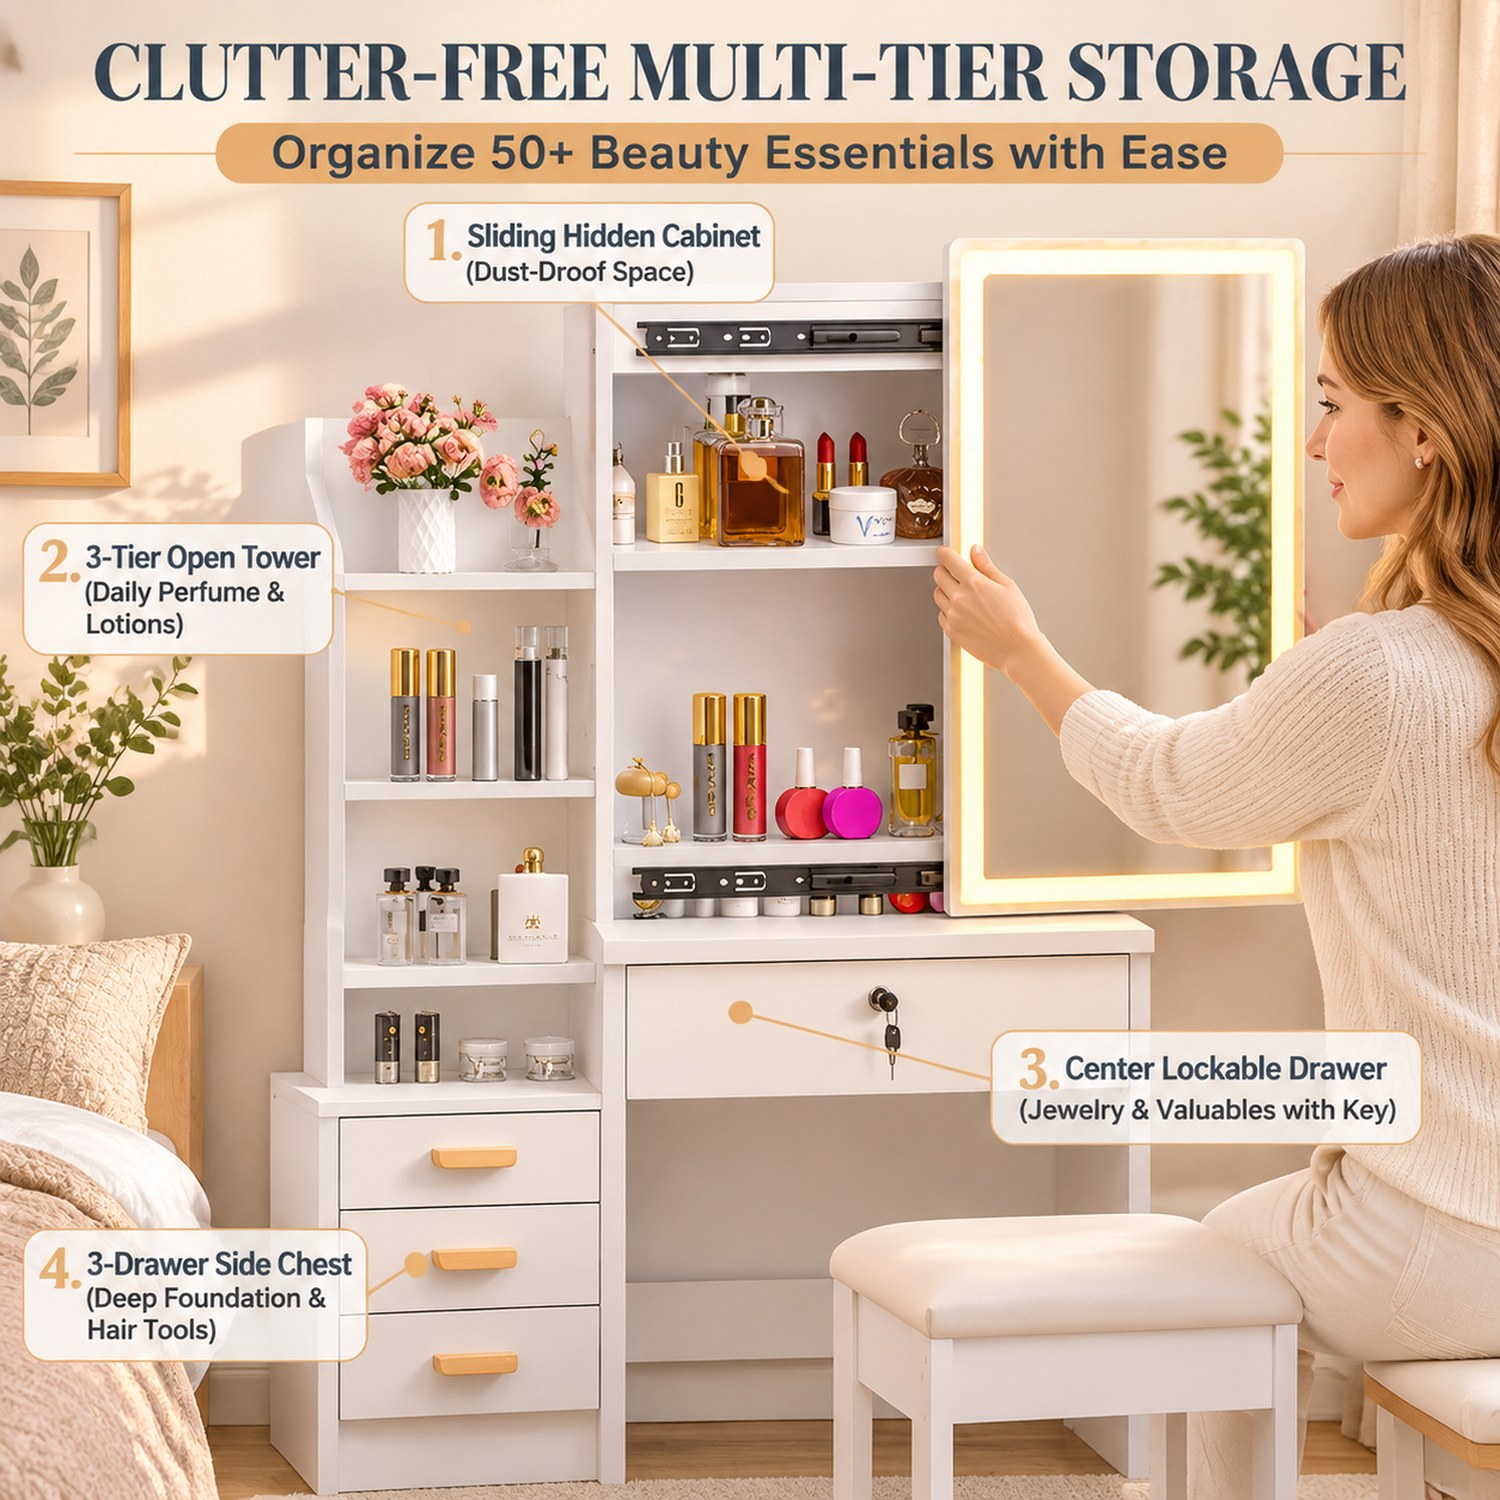 CLUTTER-FREE MULTI-TIER STORAGE
Organize 50+ Beauty Essentials with Ease
1. Sliding Hidden Cabinet
(Dust-Droof Space)
2. 3-Tier Open Tower
(Daily Perfume &
Lotions)
3. Center Lockable Drawer
(Jewelry & Valuables with Key)
4. 3-Drawer Side Chest
(Deep Foundation &
Hair Tools)